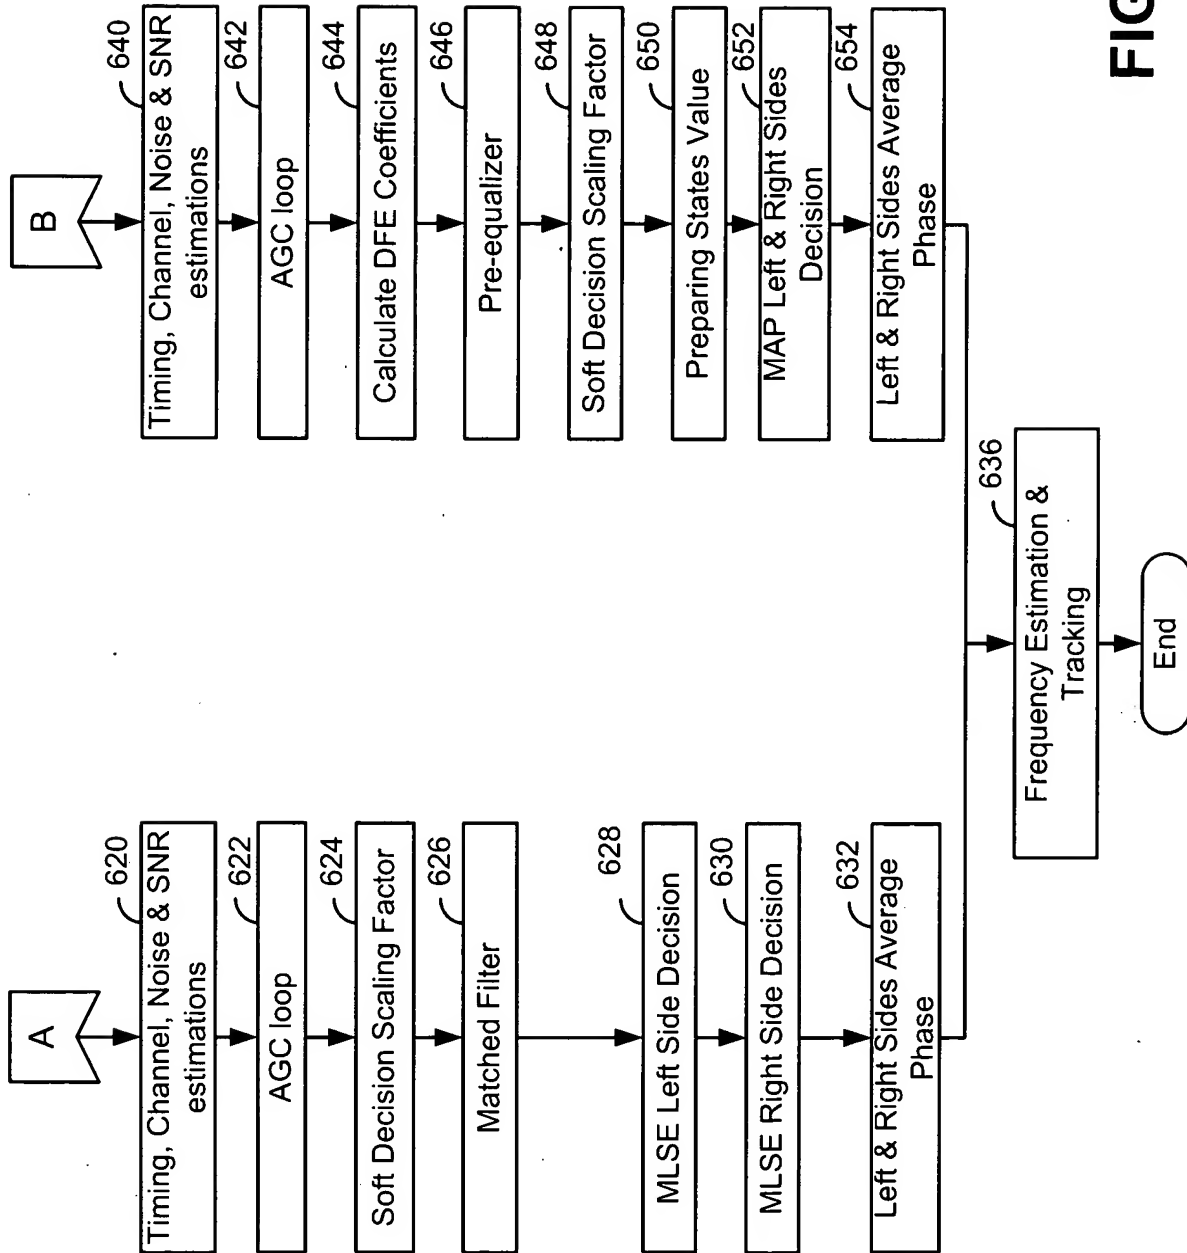 A
620
Timing, Channel, Noise & SNR
estimations
622
AGC loop
624
Soft Decision Scaling Factor
626
Matched Filter
628
MLSE Left Side Decision
630
MLSE Right Side Decision
632
Left & Right Sides Average
Phase
B
640
Timing, Channel, Noise & SNR
estimations
642
AGC loop
644
Calculate DFE Coefficients
646
Pre-equalizer
648
Soft Decision Scaling Factor
650
Preparing States Value
652
MAP Left & Right Sides
Decision
654
Left & Right Sides Average
Phase
636
Frequency Estimation &
Tracking
End
FIG